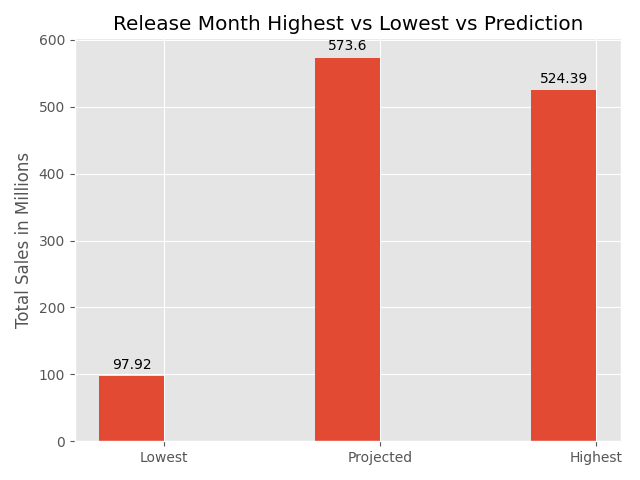 Release Month Highest vs Lowest vs Prediction
Total Sales in Millions
600
500
400
300
200
100
0
97.92
573.6
524.39
Lowest
Projected
Highest